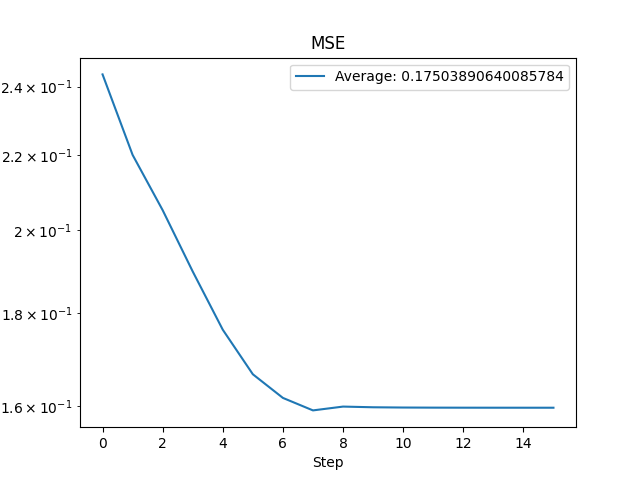 MSE
Average: 0.17503890640085784
2.4 × 10⁻¹
2.2 × 10⁻¹
2 × 10⁻¹
1.8 × 10⁻¹
1.6 × 10⁻¹
0 2 4 6 8 10 12 14
Step